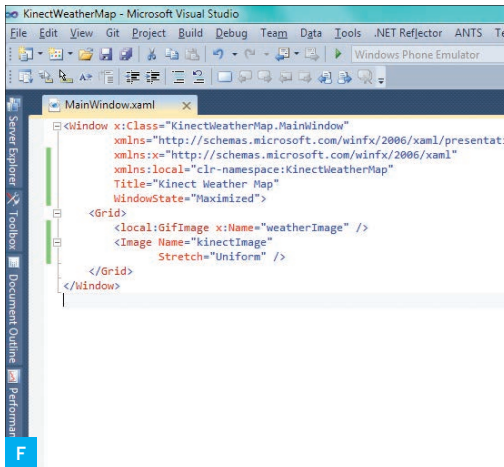 KinectWeatherMap - Microsoft Visual Studio
File Edit View Git Project Build Debug Team Data Tools .NET Reflector ANTS Te
Windows Phone Emulator
MainWindow.xaml
Server Explorer
Toolbox
Document Outline
Performan
<Window x:Class="KinectWeatherMap.MainWindow"
xmlns="http://schemas.microsoft.com/winfx/2006/xaml/presentati
xmlns:x="http://schemas.microsoft.com/winfx/2006/xaml"
xmlns:local="clr-namespace:KinectWeatherMap"
Title="Kinect Weather Map"
WindowState="Maximized">
<Grid>
<local:GifImage x:Name="weatherImage" />
<Image Name="kinectImage"
Stretch="Uniform" />
</Grid>
</Window>
F